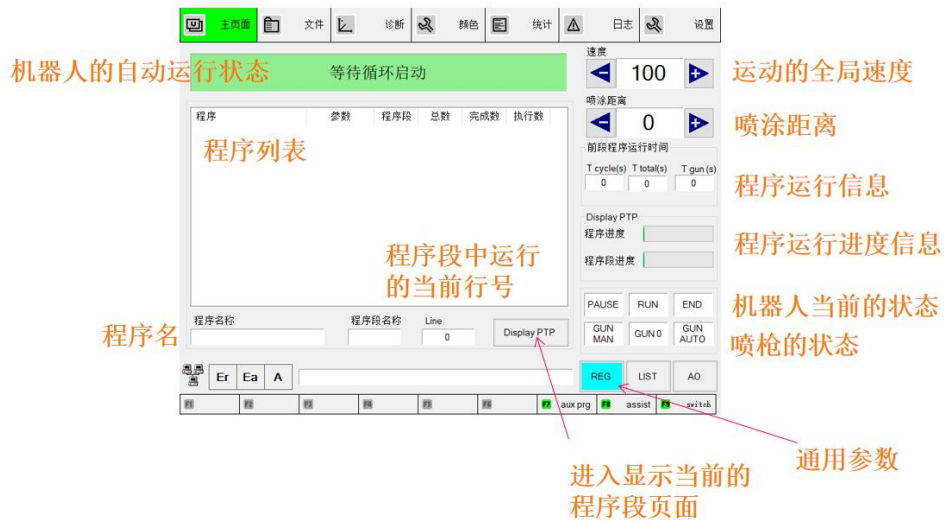 主页面 文件 诊断 颜色 统计 日志 设置
机器人的自动运行状态
等待循环启动
速度
100
运动的全局速度
喷涂距离
0
喷涂距离
程序 参数 程序段 总数 完成数 执行数
程序列表
前段程序运行时间
T cycle(s) T total(s) T gun (s)
0 0 0
程序运行信息
Display PTP
程序进度
程序段进度
程序运行进度信息
程序段中运行
的当前行号
PAUSE RUN END
机器人当前的状态
GUN MAN GUN 0 GUN AUTO
喷枪的状态
程序名
程序名称 程序段名称 Line
0
Display PTP
Er Ea A
REG LIST AO
F1 F2 F3 F4 F5 F6 F7 aux prg F8 assist F9 switch
通用参数
进入显示当前的
程序段页面